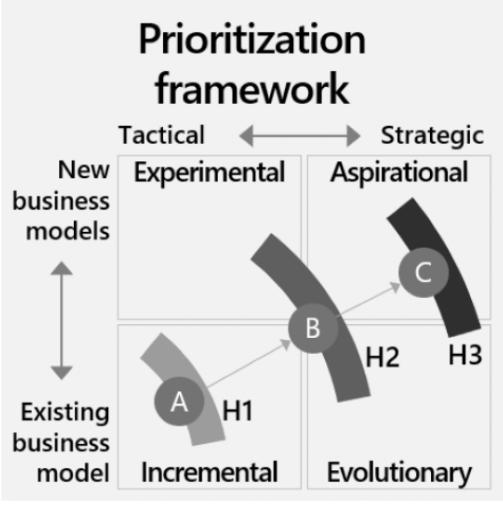 Prioritization
framework
Tactical
Strategic
New
business
models
Experimental
Aspirational
C
B
H2
H3
A
H1
Existing
business
model
Incremental
Evolutionary